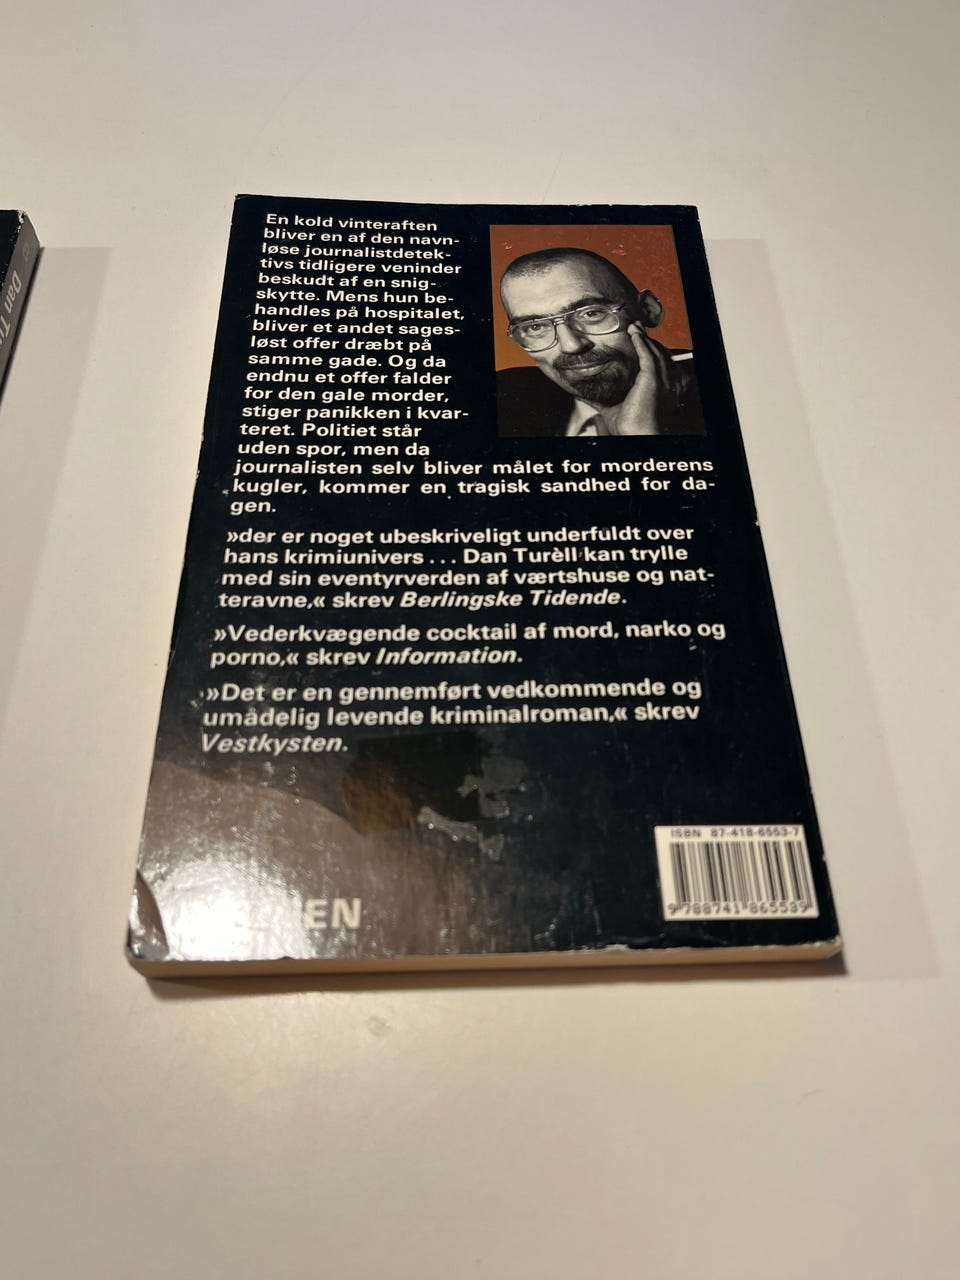 En kold vinteraften
bliver en af den navn-
løse journalistdetek-
tivs tidligere veninder
beskudt af en snig-
skytte. Mens hun be-
handles på hospitalet,
bliver et andet sages-
løst offer dræbt på
samme gade. Og da
endnu et offer falder
for den gale morder,
stiger panikken i kvar-
teret. Politiet står
uden spor, men da
journalisten selv bliver målet for morderens
kugler, kommer en tragisk sandhed for da-
gen.
»der er noget ubeskriveligt underfuldt over
hans krimiunivers ... Dan Turèll kan trylle
med sin eventyrverden af værtshuse og nat-
teravne,« skrev Berlingske Tidende.
»Vederkvægende cocktail af mord, narko og
porno,« skrev Information.
»Det er en gennemført vedkommende og
umådelig levende kriminalroman,« skrev
Vestkysten.
ISBN 87-418-6553-7
9 788741 865539
Dan